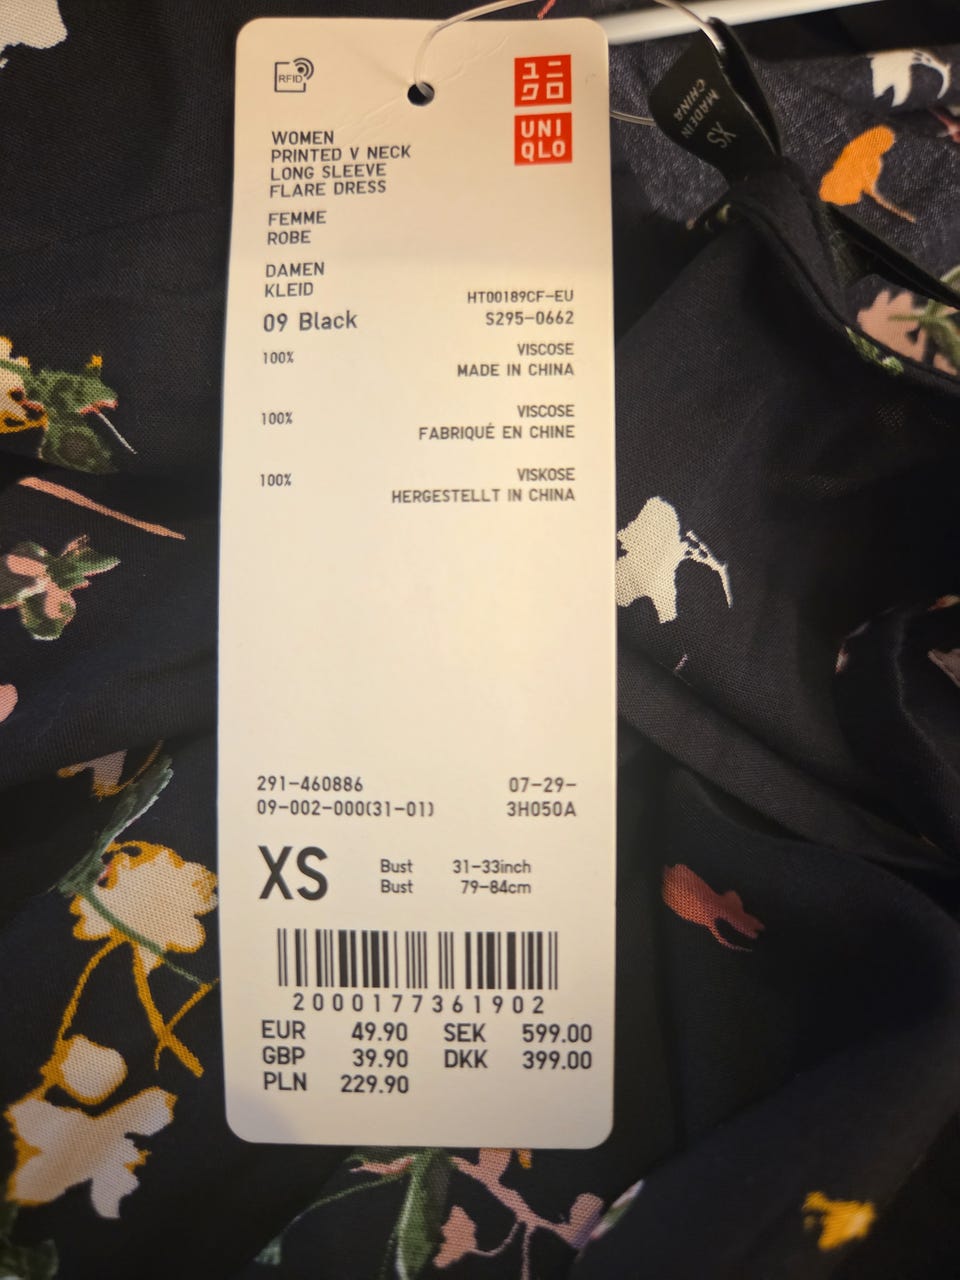 RFID
ユニ
クロ
UNI
QLO
WOMEN
PRINTED V NECK
LONG SLEEVE
FLARE DRESS
FEMME
ROBE
DAMEN
KLEID
HT00189CF-EU
09 Black S295-0662
100% VISCOSE
MADE IN CHINA
100% VISCOSE
FABRIQUÉ EN CHINE
100% VISKOSE
HERGESTELLT IN CHINA
291-460886 07-29-
09-002-000(31-01) 3H050A
XS Bust 31-33inch
Bust 79-84cm
2000177361902
EUR 49.90 SEK 599.00
GBP 39.90 DKK 399.00
PLN 229.90
XS
MADE IN
CHINA